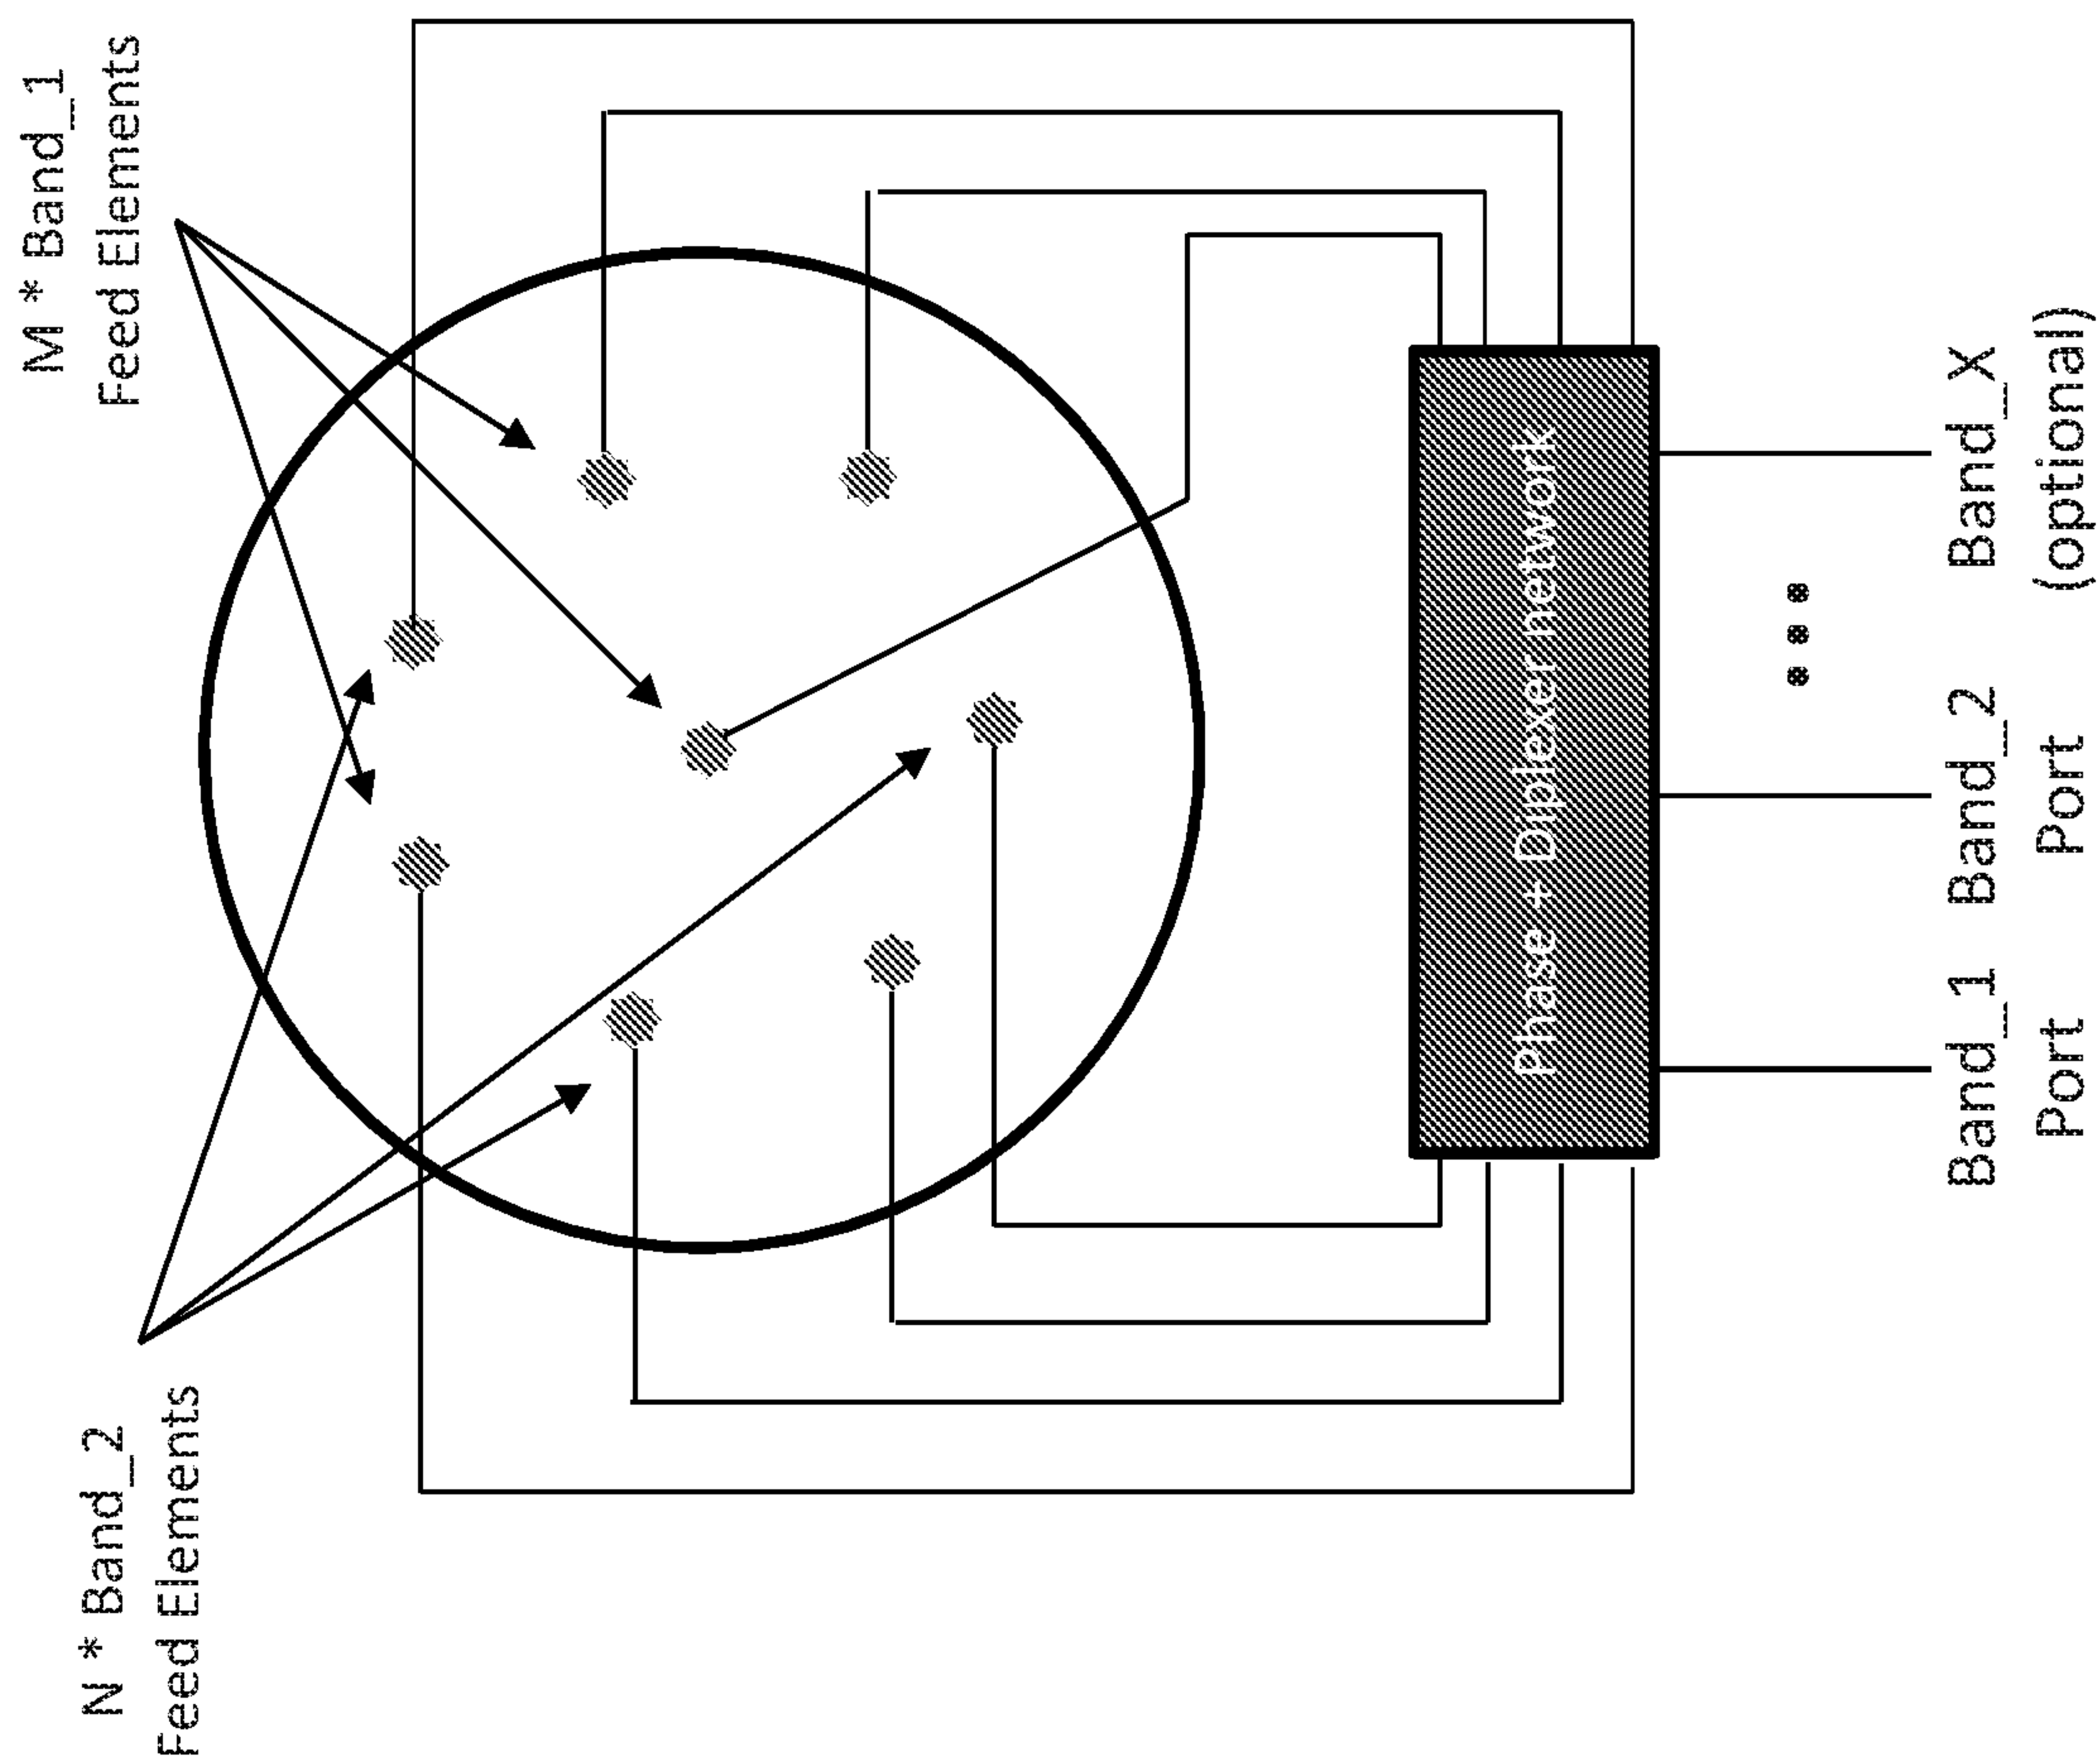 N * Band_2
Feed Elements
M * Band_1
Feed Elements
Phase + Diplexer network
Band_1
Port
Band_2
Port
Band_X
(optional)